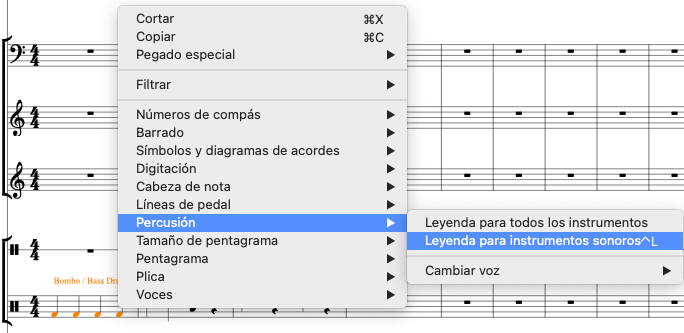 Cortar ⌘X
Copiar ⌘C
Pegado especial
Filtrar
Números de compás
Barrado
Símbolos y diagramas de acordes
Digitación
Cabeza de nota
Líneas de pedal
Percusión
Leyenda para todos los instrumentos
Leyenda para instrumentos sonoros^L
Tamaño de pentagrama
Pentagrama
Cambiar voz
Plica
Voces
Bombo / Bass Dru